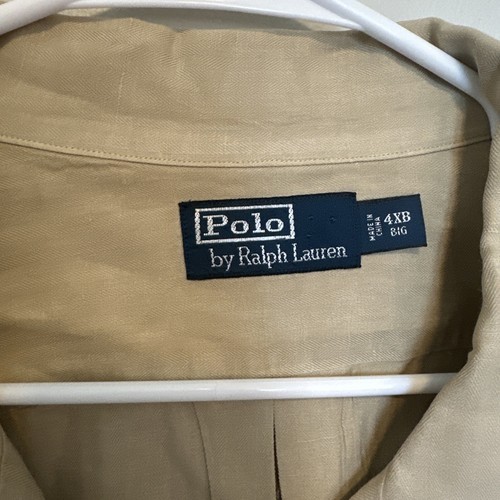 Polo
by Ralph Lauren
MADE IN
CHINA
4XB
BIG